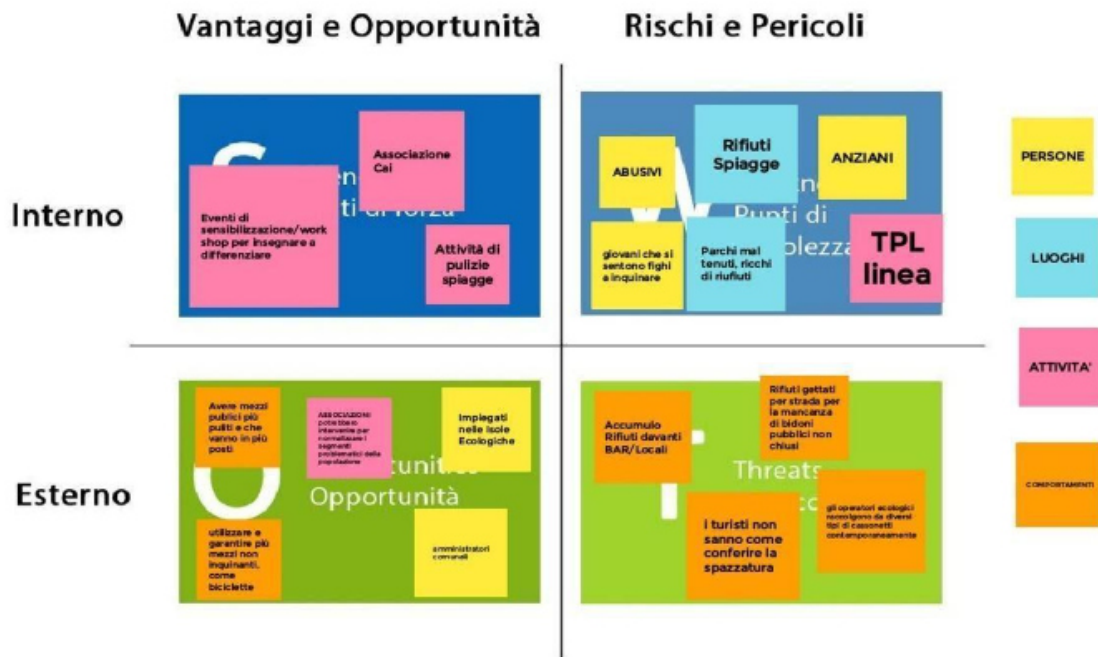 Vantaggi e Opportunità
Rischi e Pericoli
Interno
Associazione
Cai
Eventi di
sensibilizzazione/work
shop per insegnare a
differenziare
Attività di
pulizie
spiagge
Rifiuti
Spiagge
ABUSIVI
ANZIANI
Punti di
giovani che si
sentono fighi
a inquinare
Parchi mal
tenuti, ricchi
di riufiuti
TPL
linea
PERSONE
LUOGHI
ATTIVITA'
COMPORTAMENTI
Esterno
Avere mezzi
publici più
puliti e che
vanno in più
posti
ASSOCIAZIONI
potrebbero
intervenire per
normalizzare i
segmenti
problematici della
popolazione
Impiegati
nelle Isole
Ecologiche
Opportunità
utilizzare e
garantire più
mezzi non
inquinanti,
come
biciclette
amministratori
comunali
Accumulo
Rifiuti davanti
BAR/Locali
Rifiuti gettati
per strada per
la mancanza
di bidoni
pubblici non
chiusi
T
Threats
i turisti non
sanno come
conferire la
spazzatura
gli operatori ecologici
raccolgono da diversi
tipi di cassonetti
contemporaneamente